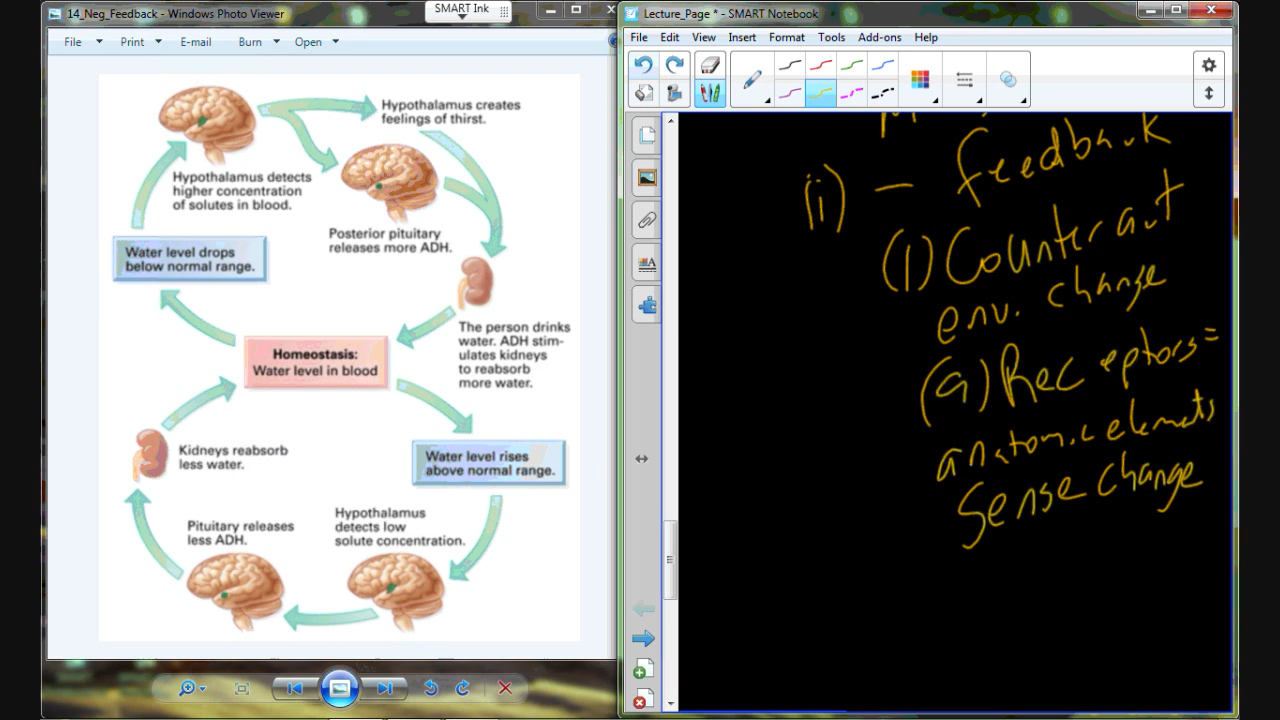 14_Neg_Feedback - Windows Photo Viewer
SMART Ink
File Print E-mail Burn Open
Hypothalamus creates
feelings of thirst.
Hypothalamus detects
higher concentration
of solutes in blood.
Posterior pituitary
releases more ADH.
Water level drops
below normal range.
The person drinks
water. ADH stim-
ulates kidneys
to reabsorb
more water.
Homeostasis:
Water level in blood
Kidneys reabsorb
less water.
Water level rises
above normal range.
Hypothalamus
detects low
solute concentration.
Pituitary releases
less ADH.
Lecture_Page * - SMART Notebook
File Edit View Insert Format Tools Add-ons Help
(ii) — feedback
(1) Counteract
env. change
(a) Receptors=
anatomic elements
Sense change